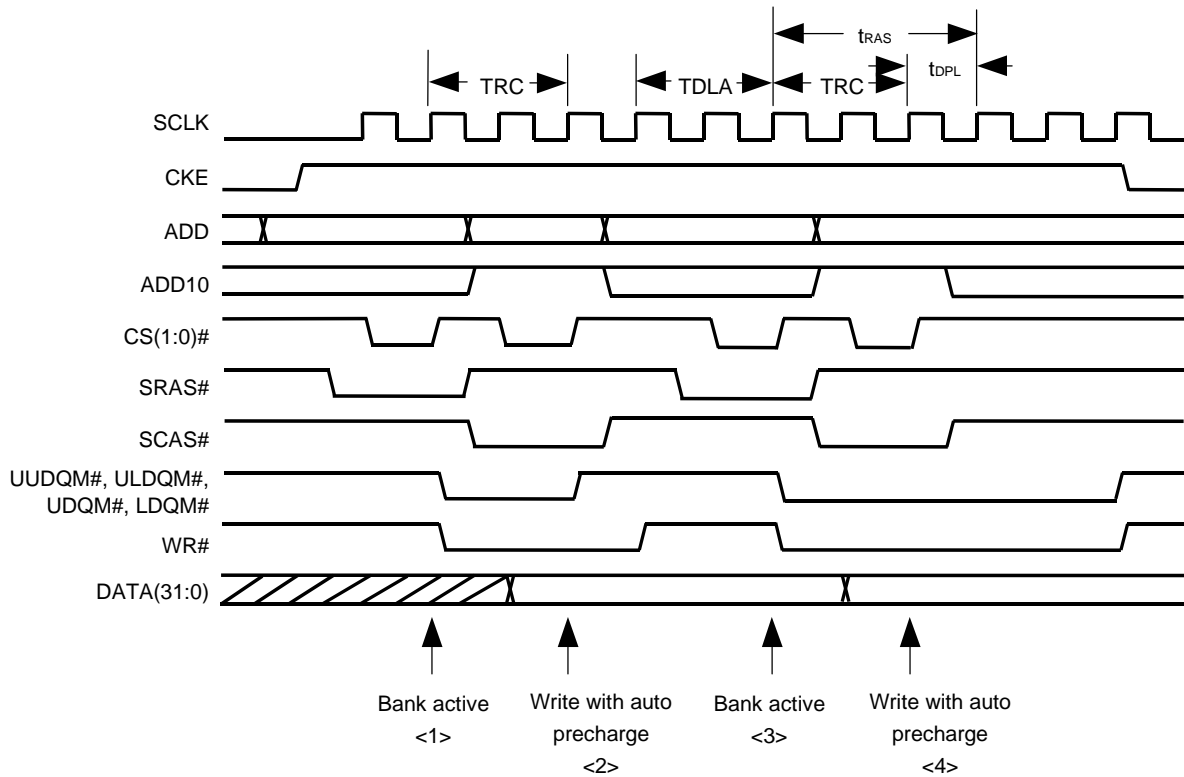 tRAS
TRC TDLA TRC tDPL
SCLK
CKE
ADD
ADD10
CS(1:0)#
SRAS#
SCAS#
UUDQM#, ULDQM#,
UDQM#, LDQM#
WR#
DATA(31:0)
Bank active Write with auto Bank active Write with auto
<1> precharge <3> precharge
<2> <4>